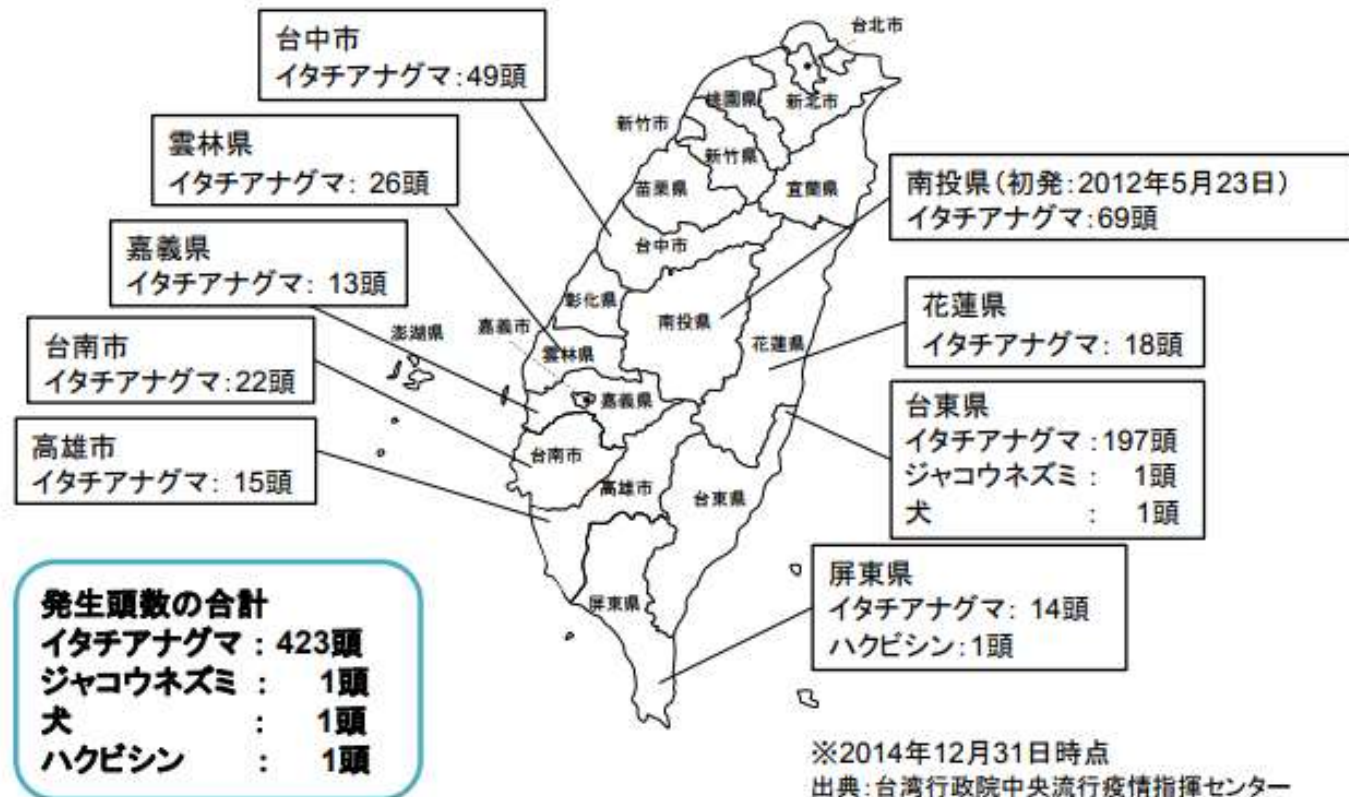 台中市
イタチアナグマ:49頭
雲林県
イタチアナグマ: 26頭
嘉義県
イタチアナグマ: 13頭
台南市
イタチアナグマ:22頭
高雄市
イタチアナグマ: 15頭
南投県(初発:2012年5月23日)
イタチアナグマ:69頭
花蓮県
イタチアナグマ: 18頭
台東県
イタチアナグマ:197頭
ジャコウネズミ: 1頭
犬 : 1頭
屏東県
イタチアナグマ: 14頭
ハクビシン:1頭
台北市
桃園県
新北市
新竹市
新竹県
苗栗県
宜蘭県
台中市
彰化県
南投県
花蓮県
澎湖県
嘉義市
雲林県
嘉義県
台南市
高雄市
台東県
屏東県
発生頭数の合計
イタチアナグマ : 423頭
ジャコウネズミ : 1頭
犬 : 1頭
ハクビシン : 1頭
※2014年12月31日時点
出典:台湾行政院中央流行疫情指揮センター